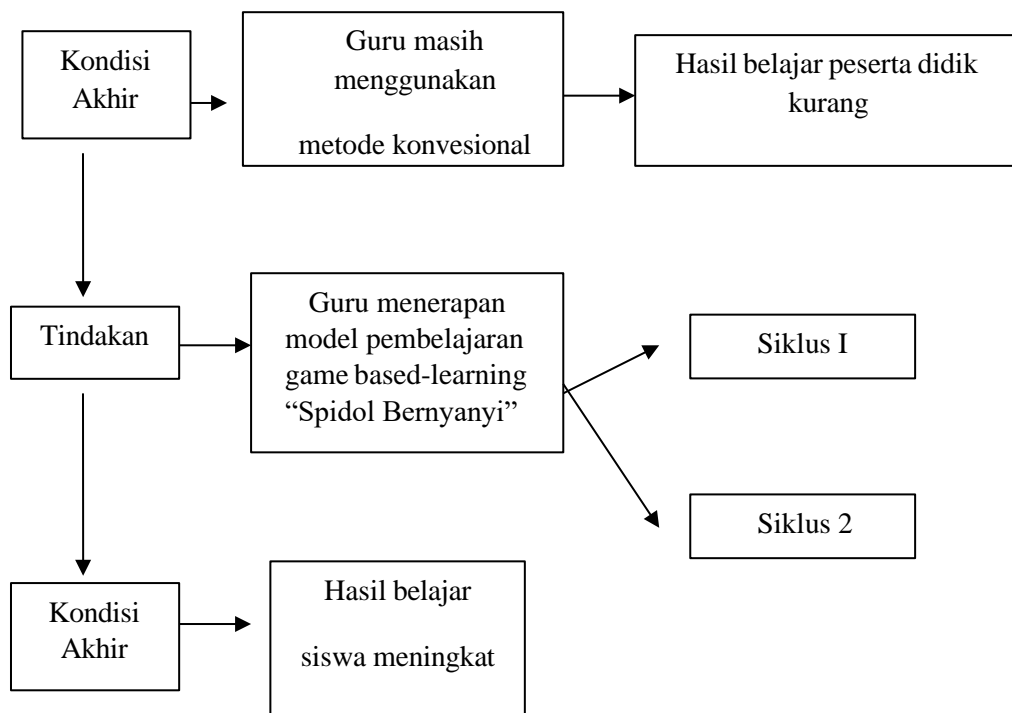 Kondisi
Akhir
Guru masih
menggunakan
metode konvesional
Hasil belajar peserta didik
kurang
Tindakan
Guru menerapan
model pembelajaran
game based-learning
“Spidol Bernyanyi”
Siklus I
Siklus 2
Kondisi
Akhir
Hasil belajar
siswa meningkat